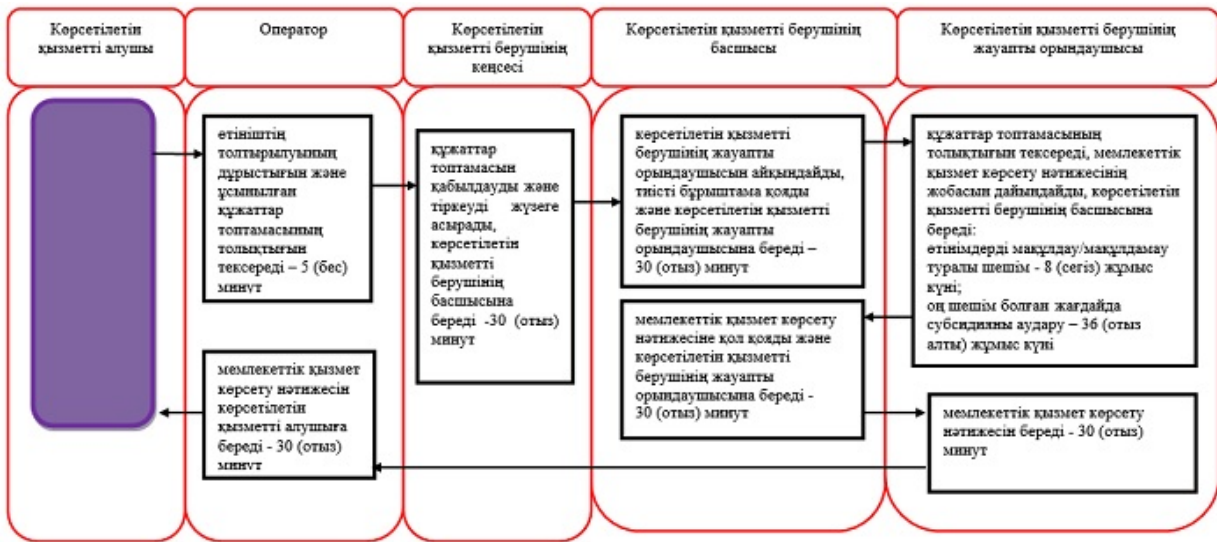 Көрсетілетін
қызметті алушы
Оператор
Көрсетілетін
қызметті берушінің
кеңсесі
Көрсетілетін қызметті берушінің
басшысы
Көрсетілетін қызметті берушінің
жауапты орындаушысы
өтініштің
толтырылуының
дұрыстығын және
ұсынылған
құжаттар
топтамасының
толықтығын
тексереді – 5 (бес)
минут
құжаттар
топтамасын
қабылдауды және
тіркеуді жүзеге
асырады,
көрсетілетін
қызметті
берушінің
басшысына
береді -30 (отыз)
минут
көрсетілетін қызметті
берушінің жауапты
орындаушысын айқындайды,
тиісті бұрыштама қояды
және көрсетілетін қызметті
берушінің жауапты
орындаушысына береді –
30 (отыз) минут
құжаттар топтамасының
толықтығын тексереді, мемлекеттік
қызмет көрсету нәтижесінің
жобасын дайындайды, көрсетілетін
қызметті берушінің басшысына
береді:
өтінімдерді мақұлдау/мақұлдамау
туралы шешім - 8 (сегіз) жұмыс
күні;
оң шешім болған жағдайда
субсидияны аудару – 36 (отыз
алты) жұмыс күні
мемлекеттік қызмет көрсету
нәтижесіне қол қояды және
көрсетілетін қызметті
берушінің жауапты
орындаушысына береді -
30 (отыз) минут
мемлекеттік қызмет көрсету
нәтижесін береді - 30 (отыз)
минут
мемлекеттік қызмет
көрсету нәтижесін
көрсетілетін
қызметті алушыға
береді - 30 (отыз)
минут